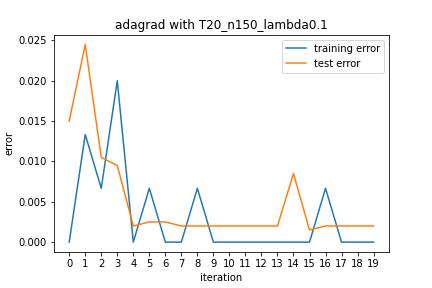 adagrad with T20_n150_lambda0.1
training error
test error
error
0.025
0.020
0.015
0.010
0.005
0.000
0 1 2 3 4 5 6 7 8 9 10 11 12 13 14 15 16 17 18 19
iteration